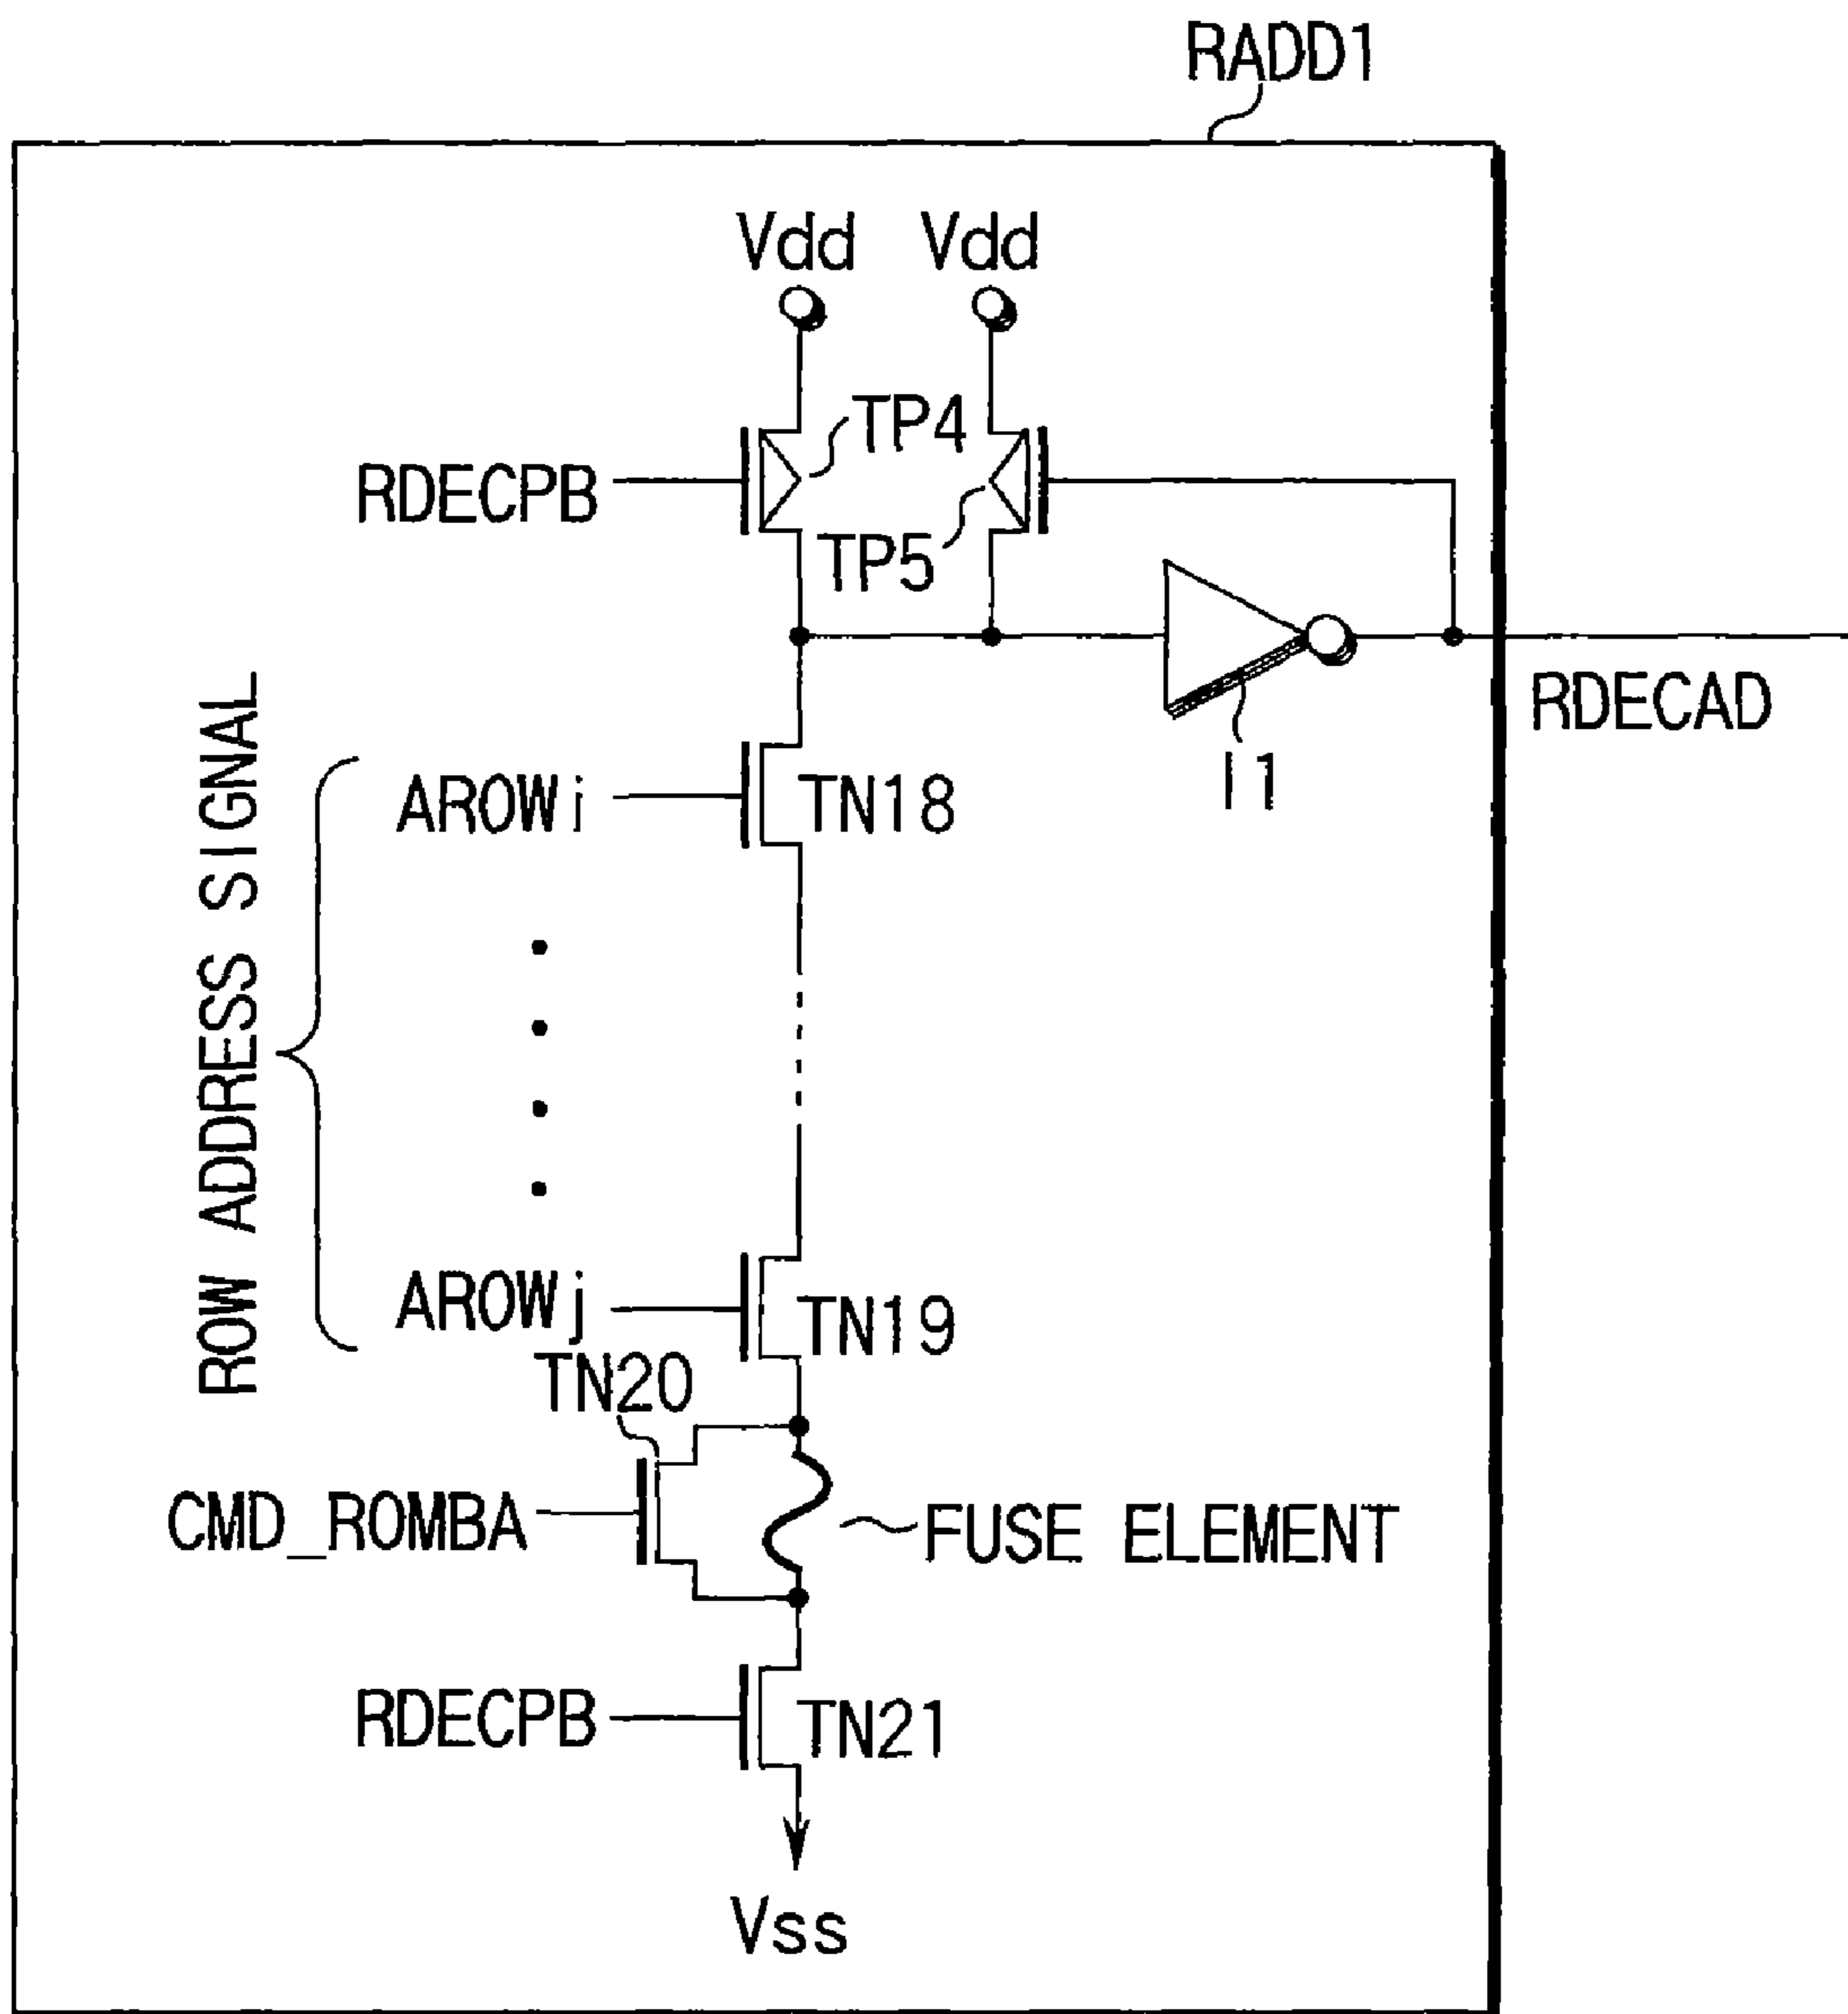 RADD1
Vdd Vdd
TP4
RDECPB
TP5
RDECAD
I1
ROW ADDRESS SIGNAL
AROWi
TN18
AROWj
TN19
TN20
CMD_ROMBA
FUSE ELEMENT
RDECPB
TN21
Vss